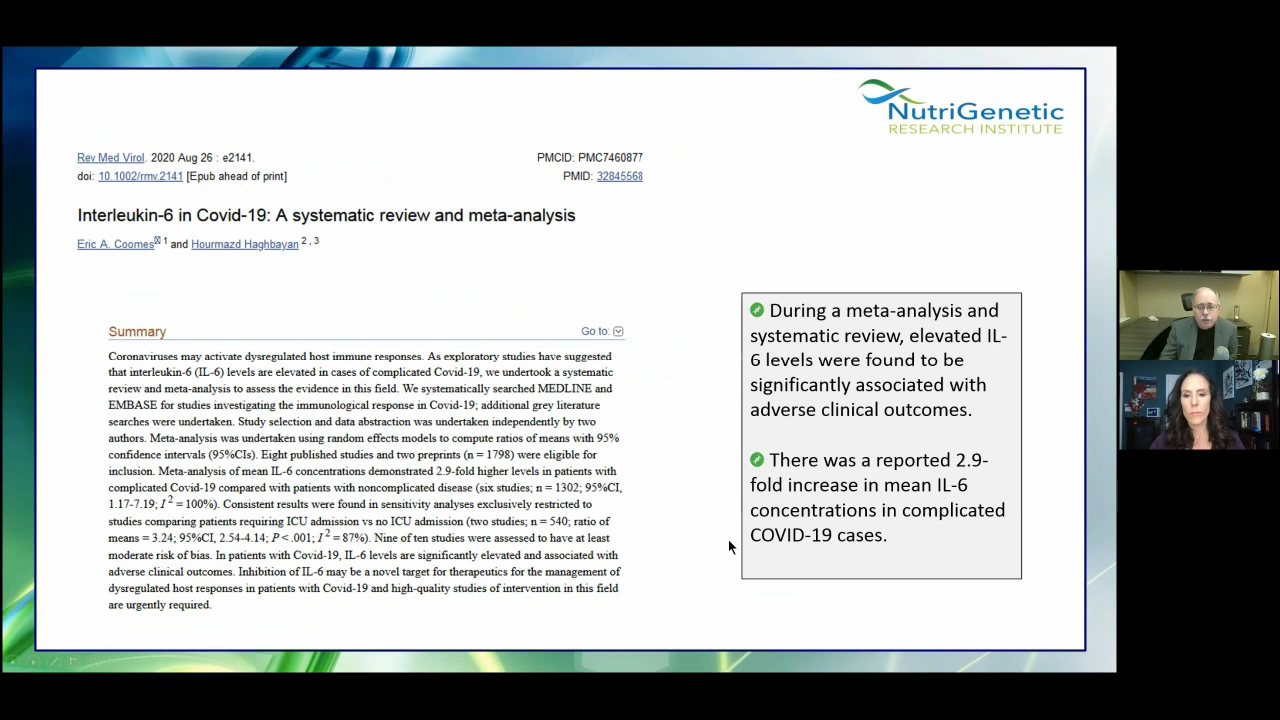 NutriGenetic
RESEARCH INSTITUTE
Rev Med Virol. 2020 Aug 26 : e2141.
PMCID: PMC7460877
doi: 10.1002/rmv.2141 [Epub ahead of print]
PMID: 32845568
Interleukin-6 in Covid-19: A systematic review and meta-analysis
Eric A. Coomes 1 and Hourmazd Haghbayan 2 , 3
Summary
Go to:
Coronaviruses may activate dysregulated host immune responses. As exploratory studies have suggested
that interleukin-6 (IL-6) levels are elevated in cases of complicated Covid-19, we undertook a systematic
review and meta-analysis to assess the evidence in this field. We systematically searched MEDLINE and
EMBASE for studies investigating the immunological response in Covid-19; additional grey literature
searches were undertaken. Study selection and data abstraction was undertaken independently by two
authors. Meta-analysis was undertaken using random effects models to compute ratios of means with 95%
confidence intervals (95%CIs). Eight published studies and two preprints (n = 1798) were eligible for
inclusion. Meta-analysis of mean IL-6 concentrations demonstrated 2.9-fold higher levels in patients with
complicated Covid-19 compared with patients with noncomplicated disease (six studies; n = 1302; 95%CI,
1.17-7.19; I 2 = 100%). Consistent results were found in sensitivity analyses exclusively restricted to
studies comparing patients requiring ICU admission vs no ICU admission (two studies; n = 540; ratio of
means = 3.24; 95%CI, 2.54-4.14; P < .001; I 2 = 87%). Nine of ten studies were assessed to have at least
moderate risk of bias. In patients with Covid-19, IL-6 levels are significantly elevated and associated with
adverse clinical outcomes. Inhibition of IL-6 may be a novel target for therapeutics for the management of
dysregulated host responses in patients with Covid-19 and high-quality studies of intervention in this field
are urgently required.
During a meta-analysis and
systematic review, elevated IL-
6 levels were found to be
significantly associated with
adverse clinical outcomes.
There was a reported 2.9-
fold increase in mean IL-6
concentrations in complicated
COVID-19 cases.